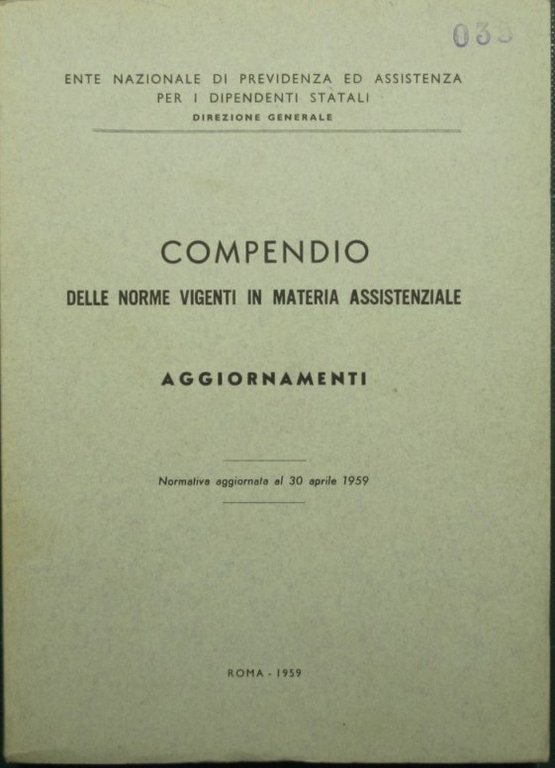 ENTE NAZIONALE DI PREVIDENZA ED ASSISTENZA
PER I DIPENDENTI STATALI
DIREZIONE GENERALE
COMPENDIO
DELLE NORME VIGENTI IN MATERIA ASSISTENZIALE
AGGIORNAMENTI
Normativa aggiornata al 30 aprile 1959
ROMA - 1959